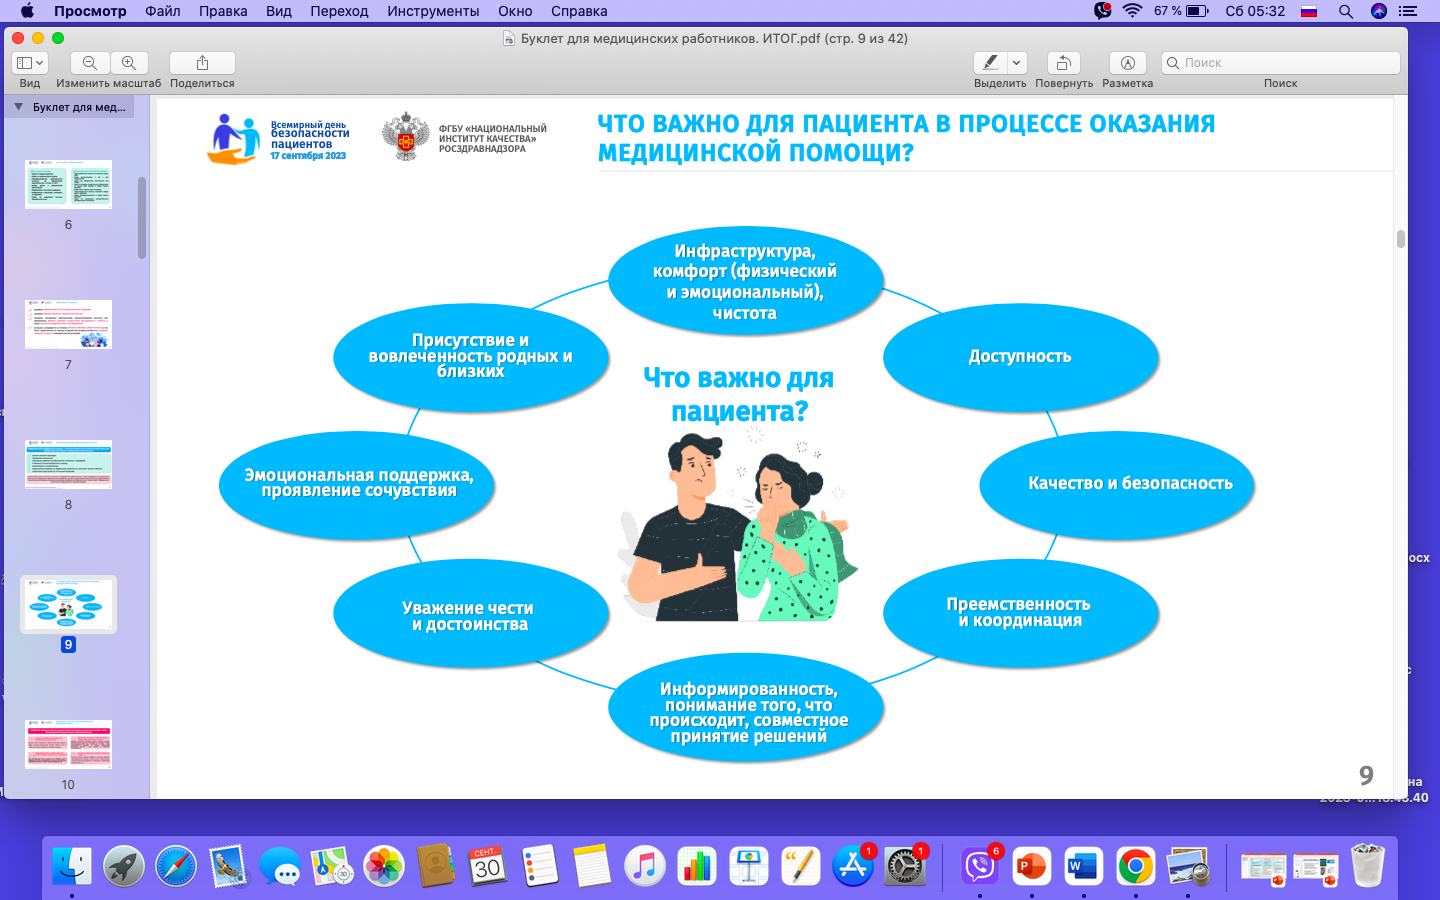 Просмотр Файл Правка Вид Переход Инструменты Окно Справка
67 % Сб 05:32
Буклет для медицинских работников. ИТОГ.pdf (стр. 9 из 42)
Вид Изменить масштаб Поделиться Выделить Повернуть Разметка Поиск
Поиск
Буклет для мед...
6
7
8
9
10
Всемирный день
безопасности
пациентов
17 сентября 2023
ФГБУ «НАЦИОНАЛЬНЫЙ
ИНСТИТУТ КАЧЕСТВА»
РОСЗДРАВНАДЗОРА
ЧТО ВАЖНО ДЛЯ ПАЦИЕНТА В ПРОЦЕССЕ ОКАЗАНИЯ
МЕДИЦИНСКОЙ ПОМОЩИ?
Инфраструктура,
комфорт (физический
и эмоциональный),
чистота
Присутствие и
вовлеченность родных и
близких
Доступность
Что важно для
пациента?
Эмоциональная поддержка,
проявление сочувствия
Качество и безопасность
Уважение чести
и достоинства
Преемственность
и координация
Информированность,
понимание того, что
происходит, совместное
принятие решений
9
СЕНТ.
30
3D
1
1
6